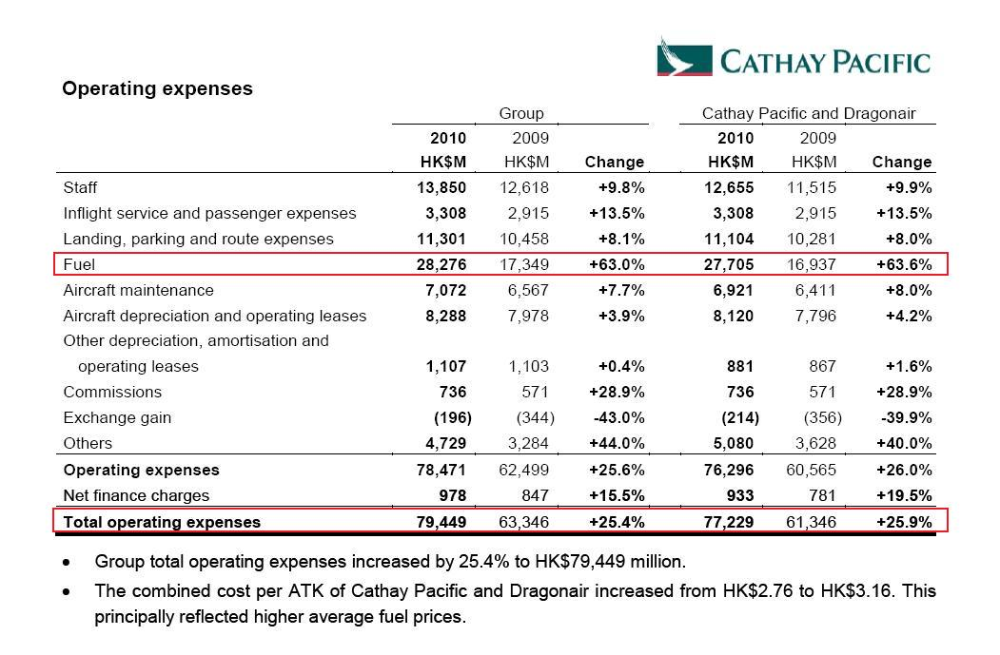 CATHAY PACIFIC
Operating expenses
Group Cathay Pacific and Dragonair
2010 2009 2010 2009
HK$M HK$M Change HK$M HK$M Change
Staff 13,850 12,618 +9.8% 12,655 11,515 +9.9%
Inflight service and passenger expenses 3,308 2,915 +13.5% 3,308 2,915 +13.5%
Landing, parking and route expenses 11,301 10,458 +8.1% 11,104 10,281 +8.0%
Fuel 28,276 17,349 +63.0% 27,705 16,937 +63.6%
Aircraft maintenance 7,072 6,567 +7.7% 6,921 6,411 +8.0%
Aircraft depreciation and operating leases 8,288 7,978 +3.9% 8,120 7,796 +4.2%
Other depreciation, amortisation and
operating leases 1,107 1,103 +0.4% 881 867 +1.6%
Commissions 736 571 +28.9% 736 571 +28.9%
Exchange gain (196) (344) -43.0% (214) (356) -39.9%
Others 4,729 3,284 +44.0% 5,080 3,628 +40.0%
Operating expenses 78,471 62,499 +25.6% 76,296 60,565 +26.0%
Net finance charges 978 847 +15.5% 933 781 +19.5%
Total operating expenses 79,449 63,346 +25.4% 77,229 61,346 +25.9%
• Group total operating expenses increased by 25.4% to HK$79,449 million.
• The combined cost per ATK of Cathay Pacific and Dragonair increased from HK$2.76 to HK$3.16. This
principally reflected higher average fuel prices.